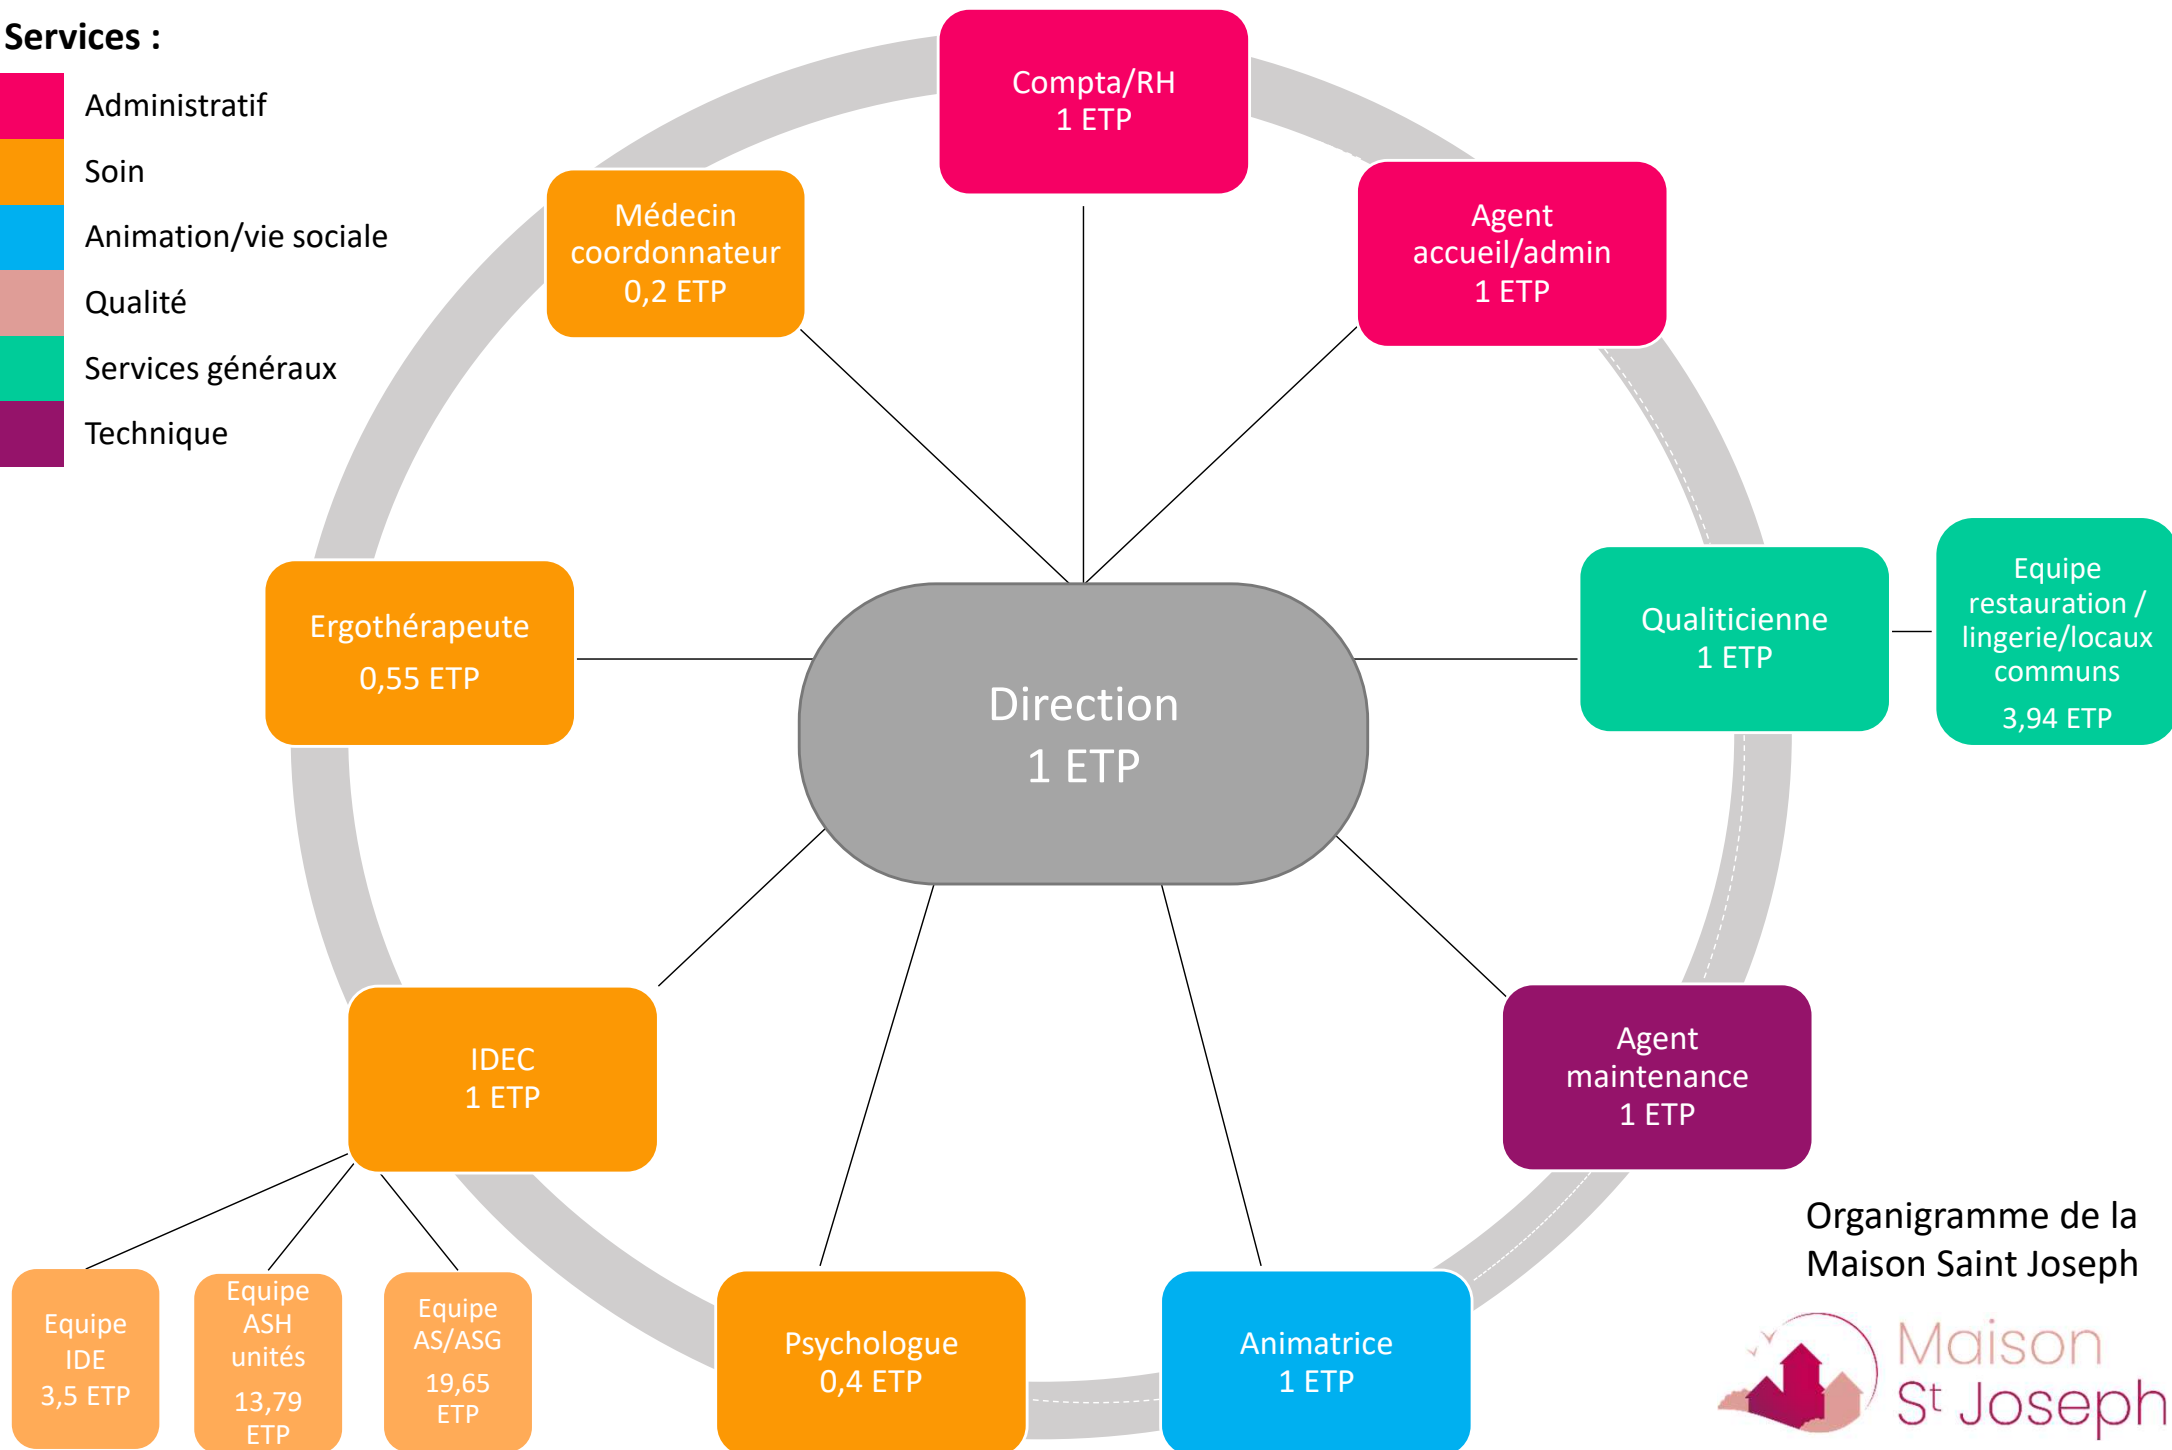 Services :
Administratif
Soin
Animation/vie sociale
Qualité
Services généraux
Technique
Compta/RH
1 ETP
Médecin
coordonnateur
0,2 ETP
Agent
accueil/admin
1 ETP
Ergothérapeute
0,55 ETP
Direction
1 ETP
Qualiticienne
1 ETP
Equipe
restauration /
lingerie/locaux
communs
3,94 ETP
IDEC
1 ETP
Agent
maintenance
1 ETP
Equipe
IDE
3,5 ETP
Equipe
ASH
unités
13,79
ETP
Equipe
AS/ASG
19,65
ETP
Psychologue
0,4 ETP
Animatrice
1 ETP
Organigramme de la
Maison Saint Joseph
Maison
St Joseph